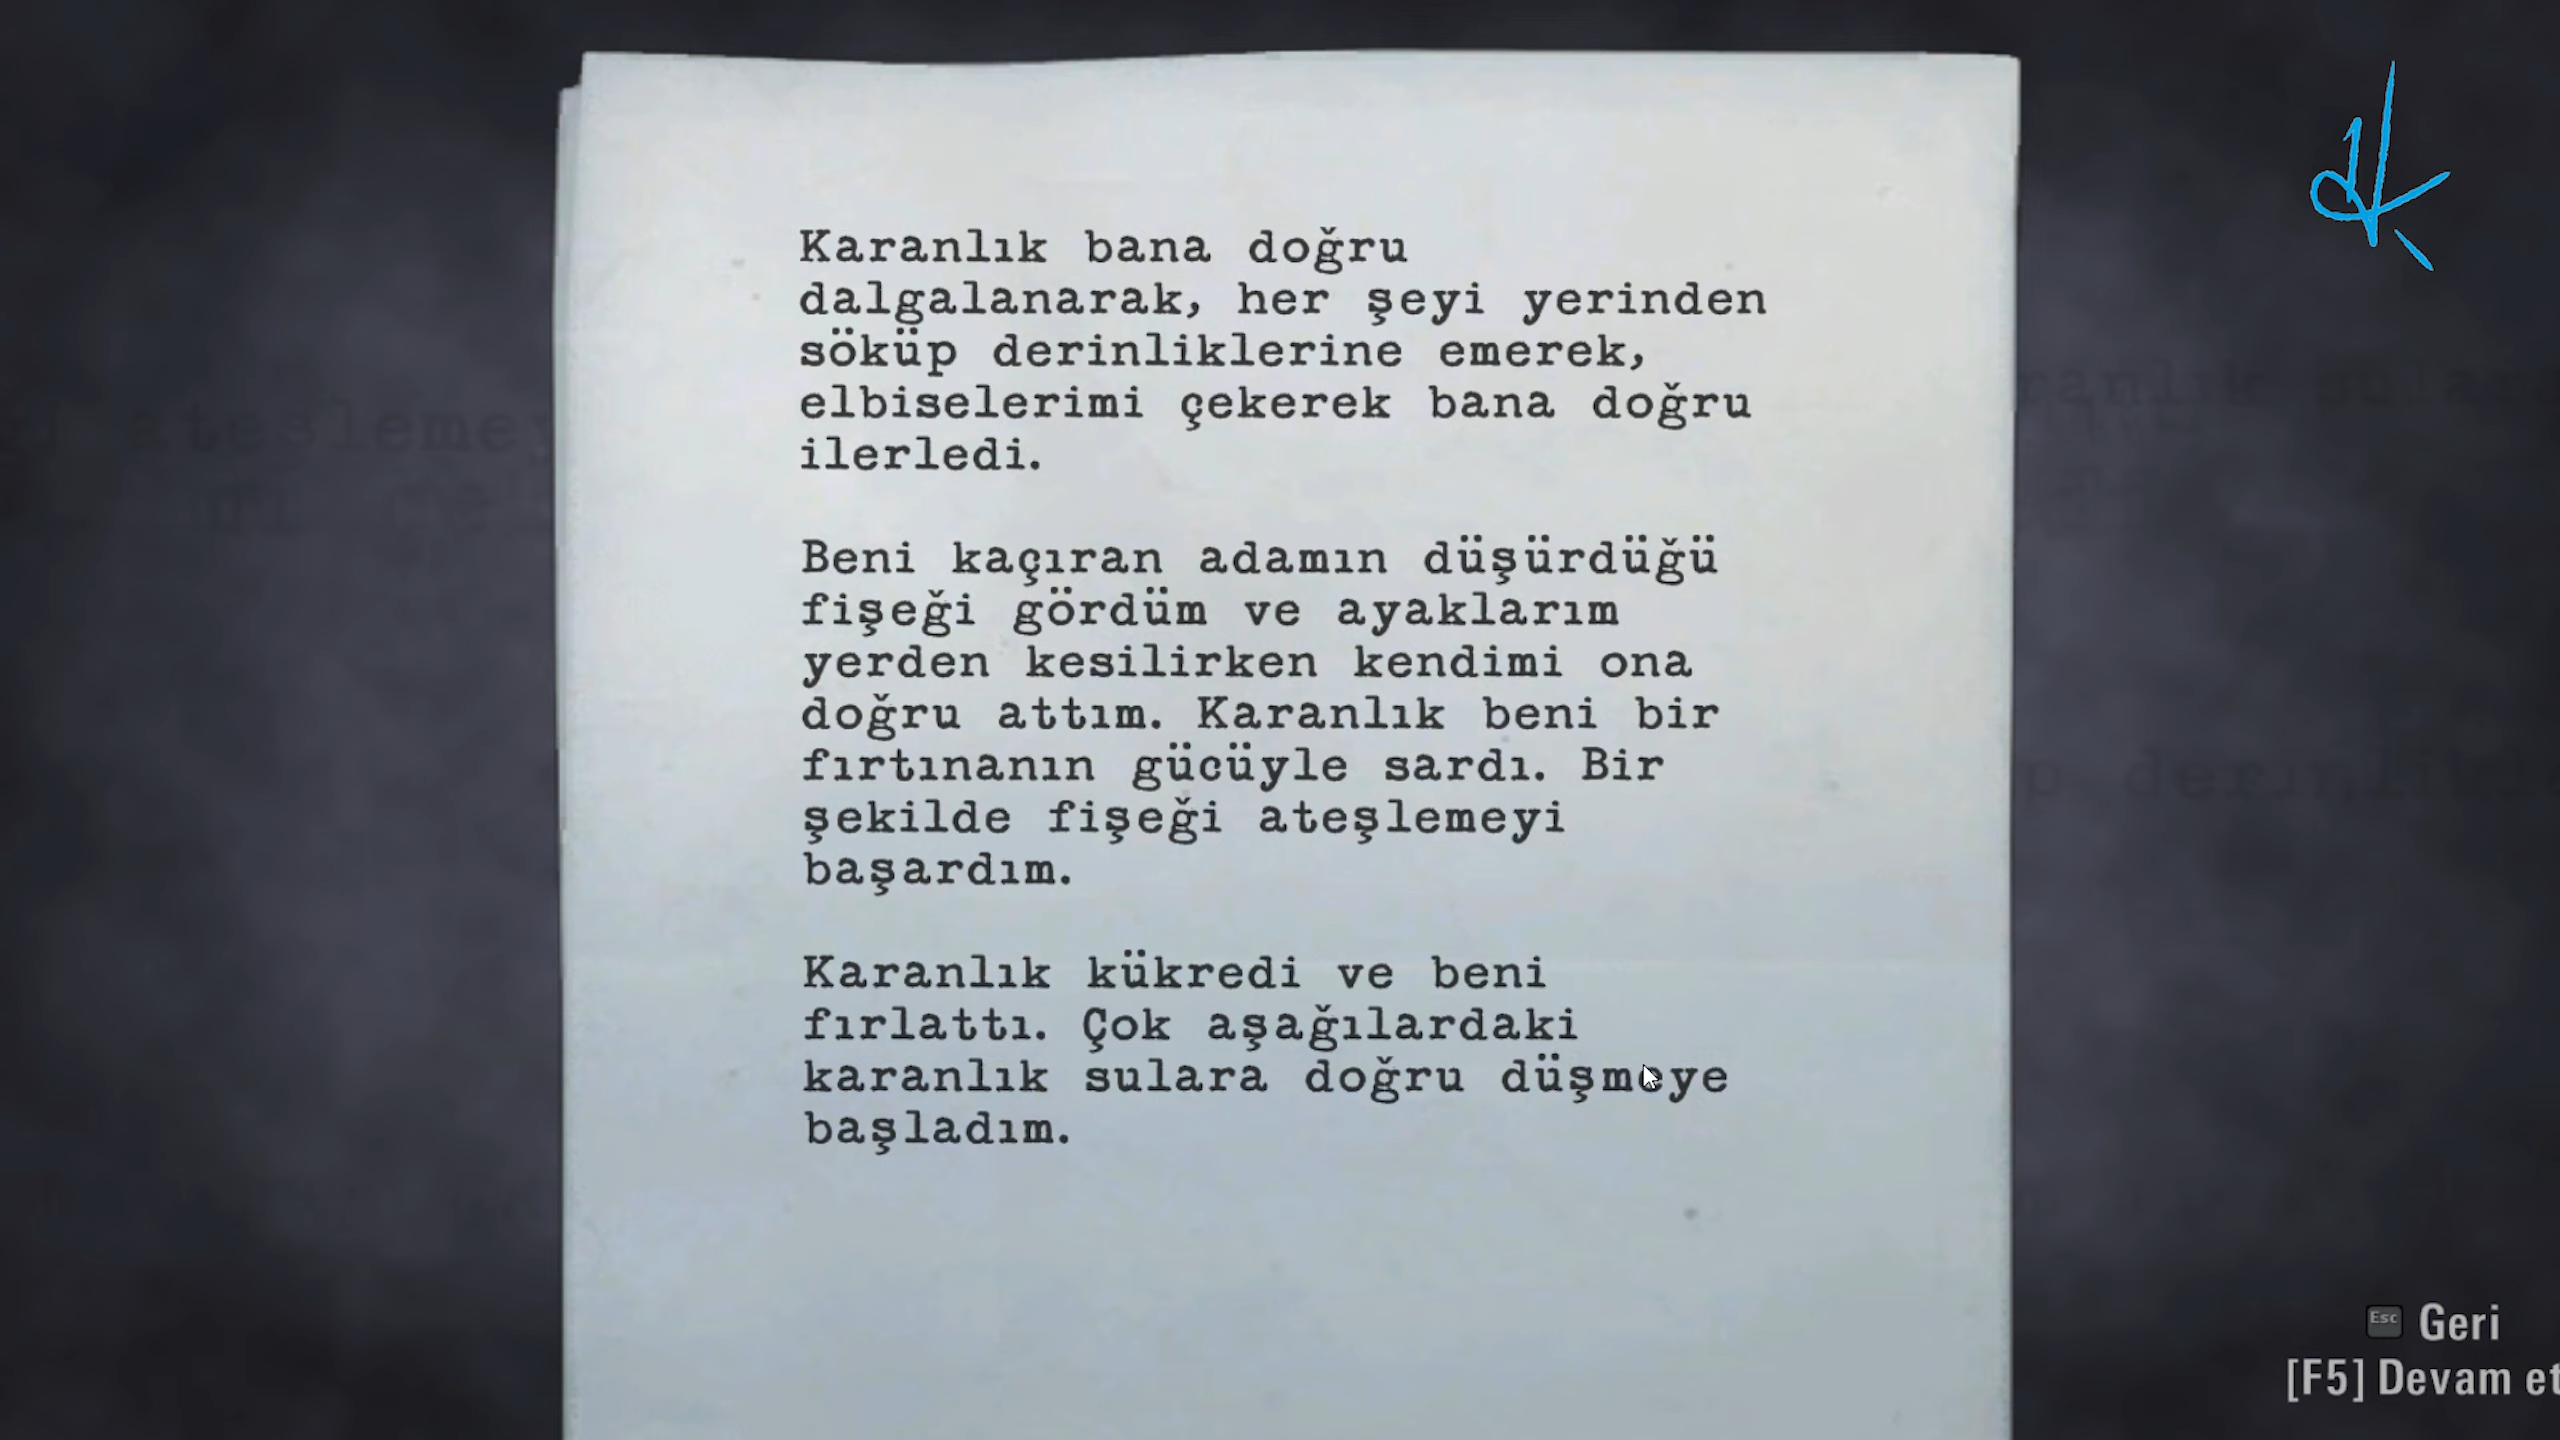 Karanlık bana doğru
dalgalanarak, her şeyi yerinden
söküp derinliklerine emerek,
elbiselerimi çekerek bana doğru
ilerledi.
Beni kaçıran adamın düşürdüğü
fişeği gördüm ve ayaklarım
yerden kesilirken kendimi ona
doğru attım. Karanlık beni bir
fırtınanın gücüyle sardı. Bir
şekilde fişeği ateşlemeyi
başardım.
Karanlık kükredi ve beni
fırlattı. Çok aşağılardaki
karanlık sulara doğru düşmeye
başladım.
Esc Geri
[F5] Devam et